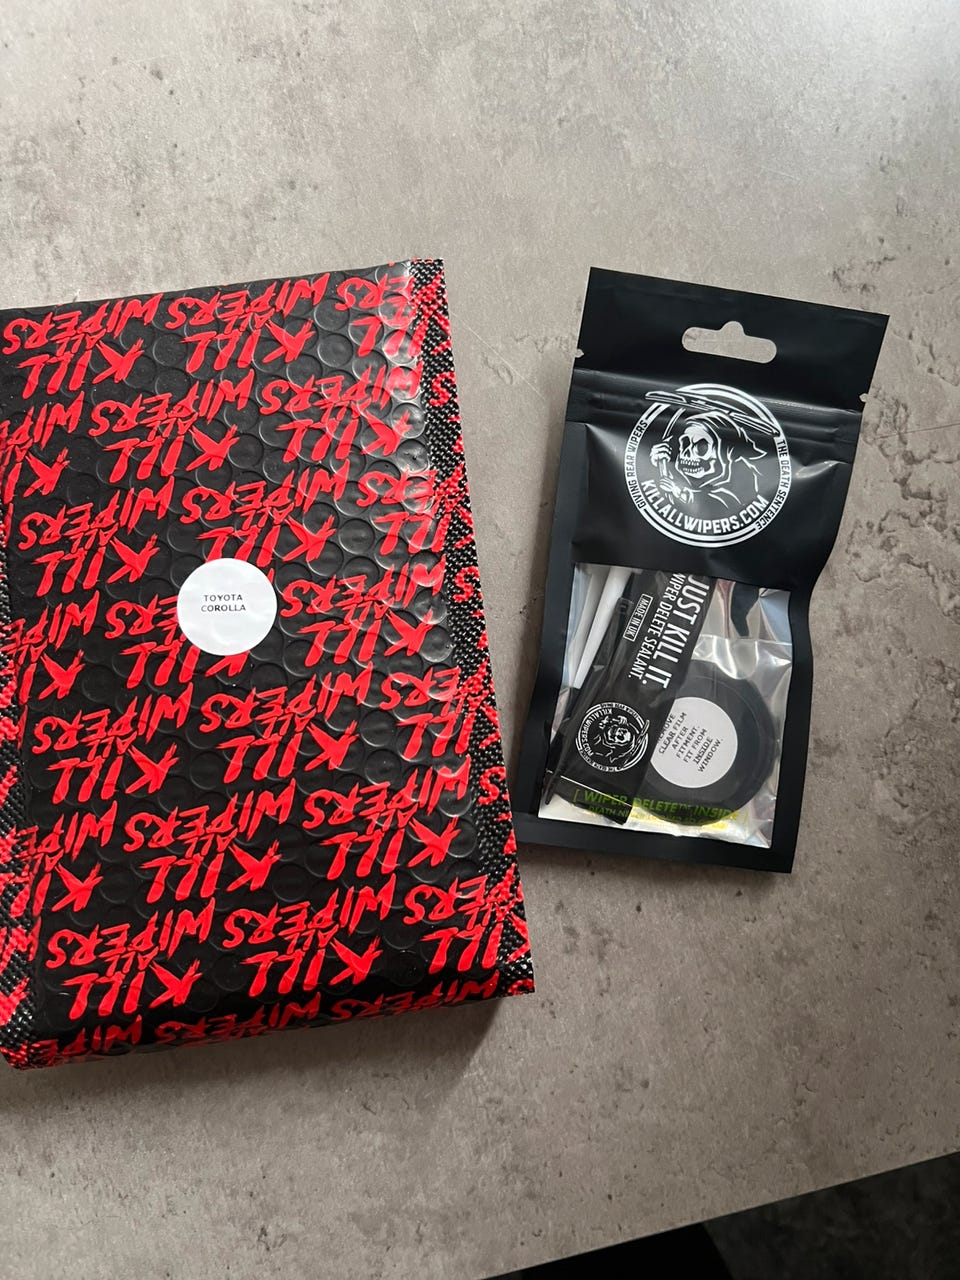 KILL
ALL
WIPERS
TOYOTA
COROLLA
GIVING REAR WIPERS
THE DEATH SENTENCE
KILLALLWIPERS.COM
JUST KILL IT.
WIPER DELETE SEALANT.
[MADE IN UK]
REMOVE
CLEAR FILM
AFTER
FITMENT.
FIT FROM
INSIDE
WINDOW.
[ WIPER DELETE™ INSIDE